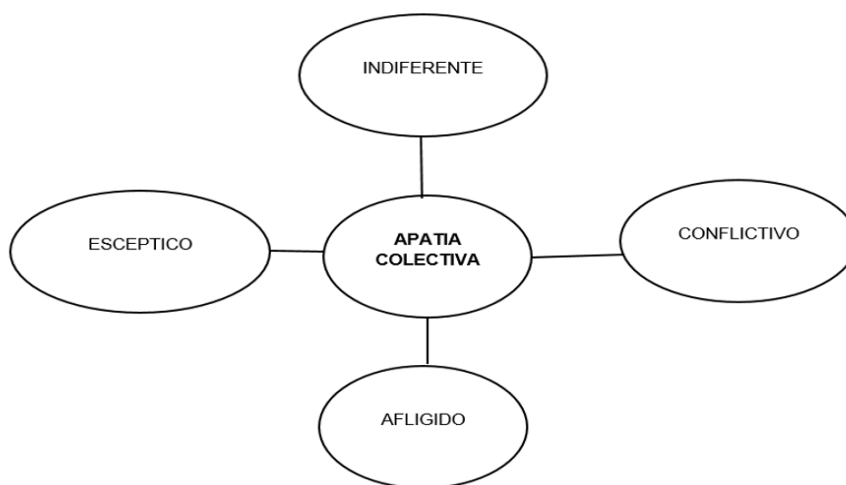 INDIFERENTE
ESCEPTICO
APATIA
COLECTIVA
CONFLICTIVO
AFLIGIDO